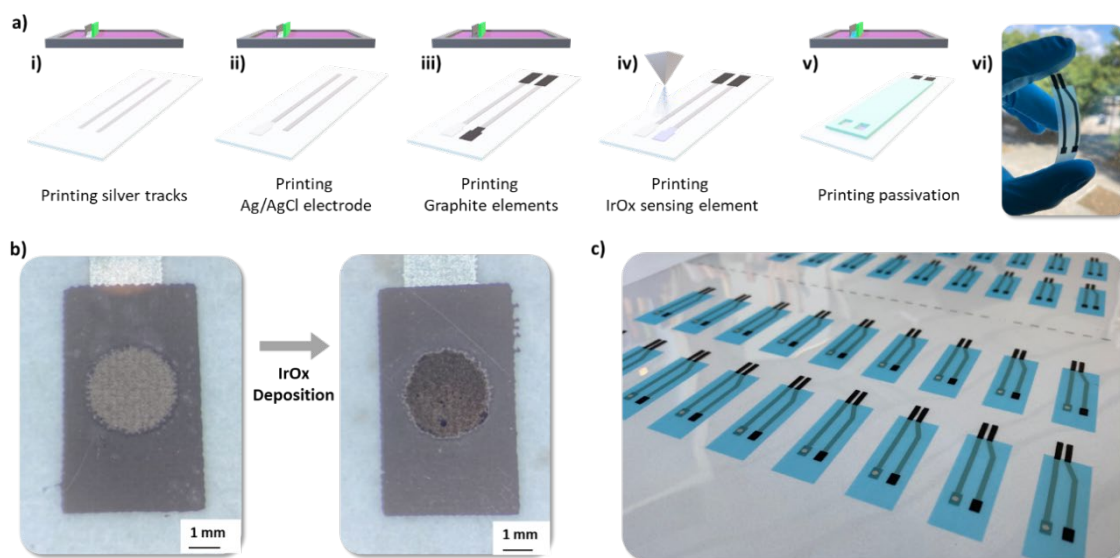 a)
i)
ii)
iii)
iv)
v)
vi)
Printing silver tracks
Printing
Ag/AgCl electrode
Printing
Graphite elements
Printing
IrOx sensing element
Printing passivation
b)
IrOx
Deposition
1 mm
1 mm
c)